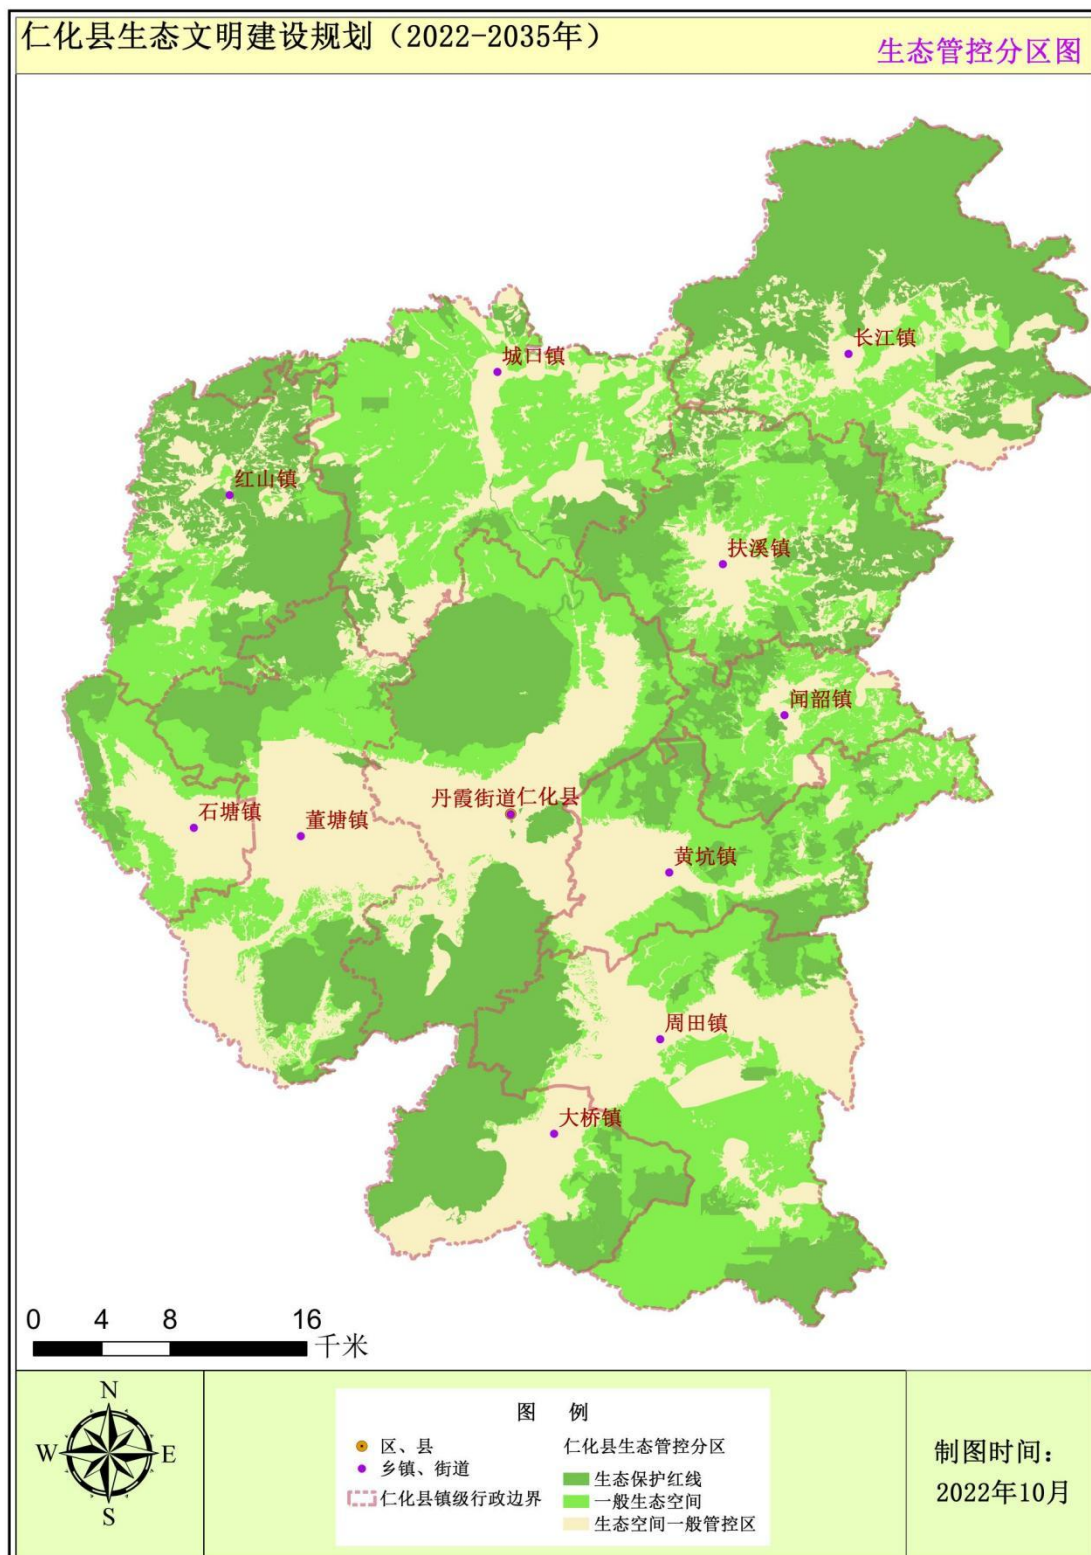 仁化县生态文明建设规划（2022-2035年）
生态管控分区图
长江镇
城口镇
红山镇
扶溪镇
闻韶镇
丹霞街道仁化县
石塘镇
董塘镇
黄坑镇
周田镇
大桥镇
0 4 8 16
千米
N
W E
S
图 例
区、县
乡镇、街道
仁化县镇级行政边界
仁化县生态管控分区
生态保护红线
一般生态空间
生态空间一般管控区
制图时间：
2022年10月